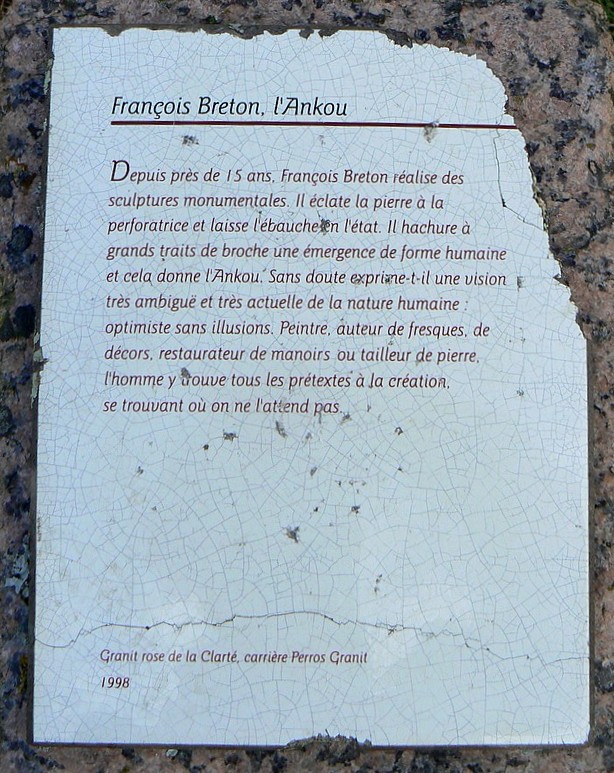 François Breton, l'Ankou
Depuis près de 15 ans, François Breton réalise des
sculptures monumentales. Il éclate la pierre à la
perforatrice et laisse l'ébauche en l'état. Il hachure à
grands traits de broche une émergence de forme humaine
et cela donne l'Ankou. Sans doute exprime-t-il une vision
très ambiguë et très actuelle de la nature humaine :
optimiste sans illusions. Peintre, auteur de fresques, de
décors, restaurateur de manoirs ou tailleur de pierre,
l'homme y trouve tous les prétextes à la création,
se trouvant où on ne l'attend pas.
Granit rose de la Clarté, carrière Perros Granit
1998